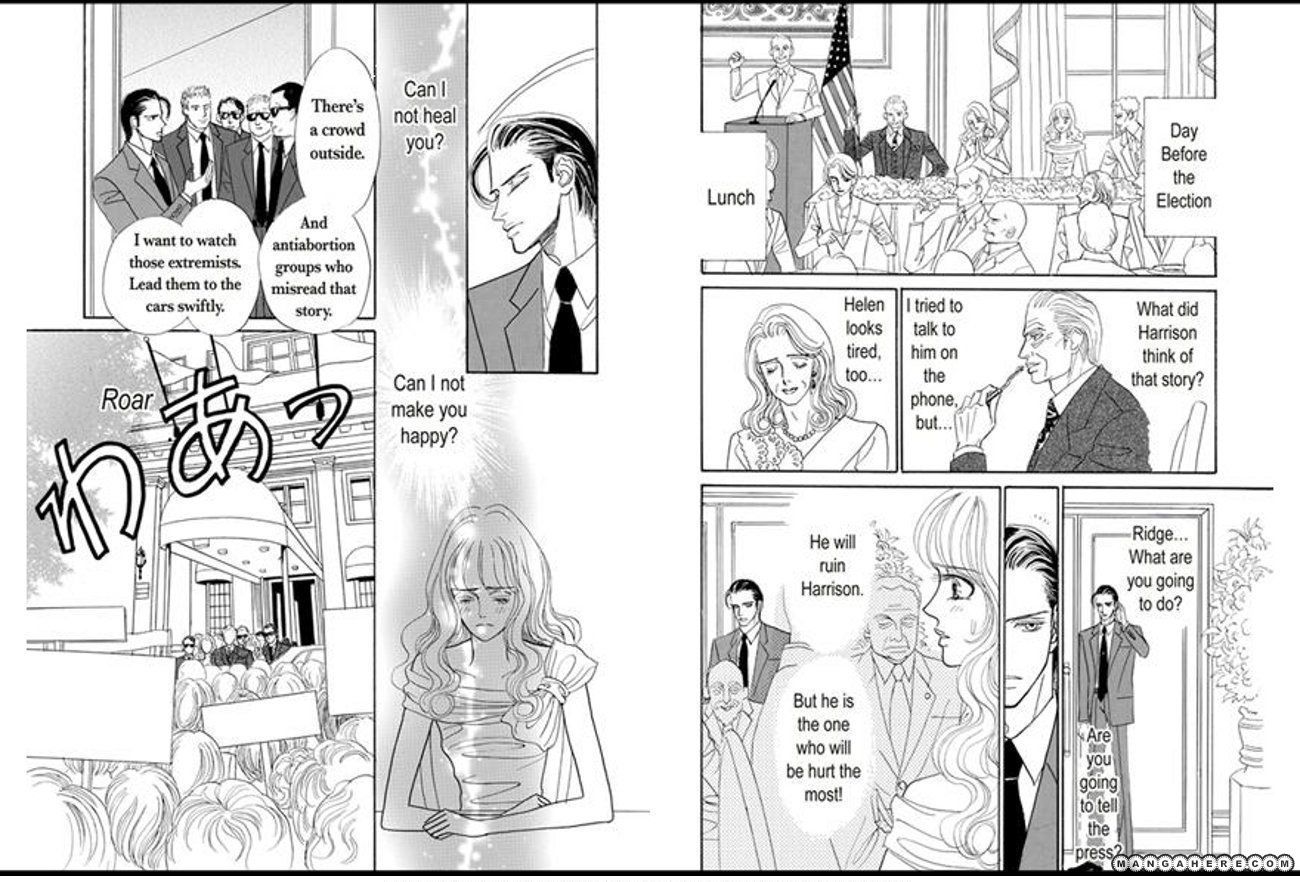 Day
Before
the
Election
Lunch
What did
Harrison
think of
that story?
I tried to
talk to
him on
the
phone,
but...
Helen
looks
tired,
too...
Ridge...
What are
you going
to do?
Are
you
going
to tell
the
press?
He will
ruin
Harrison.
But he is
the one
who will
be hurt the
most!
Can I
not heal
you?
Can I not
make you
happy?
There's
a crowd
outside.
And
antiabortion
groups who
misread that
story.
I want to watch
those extremists.
Lead them to the
cars swiftly.
Roar
わあっ
MANGAHERE.COM